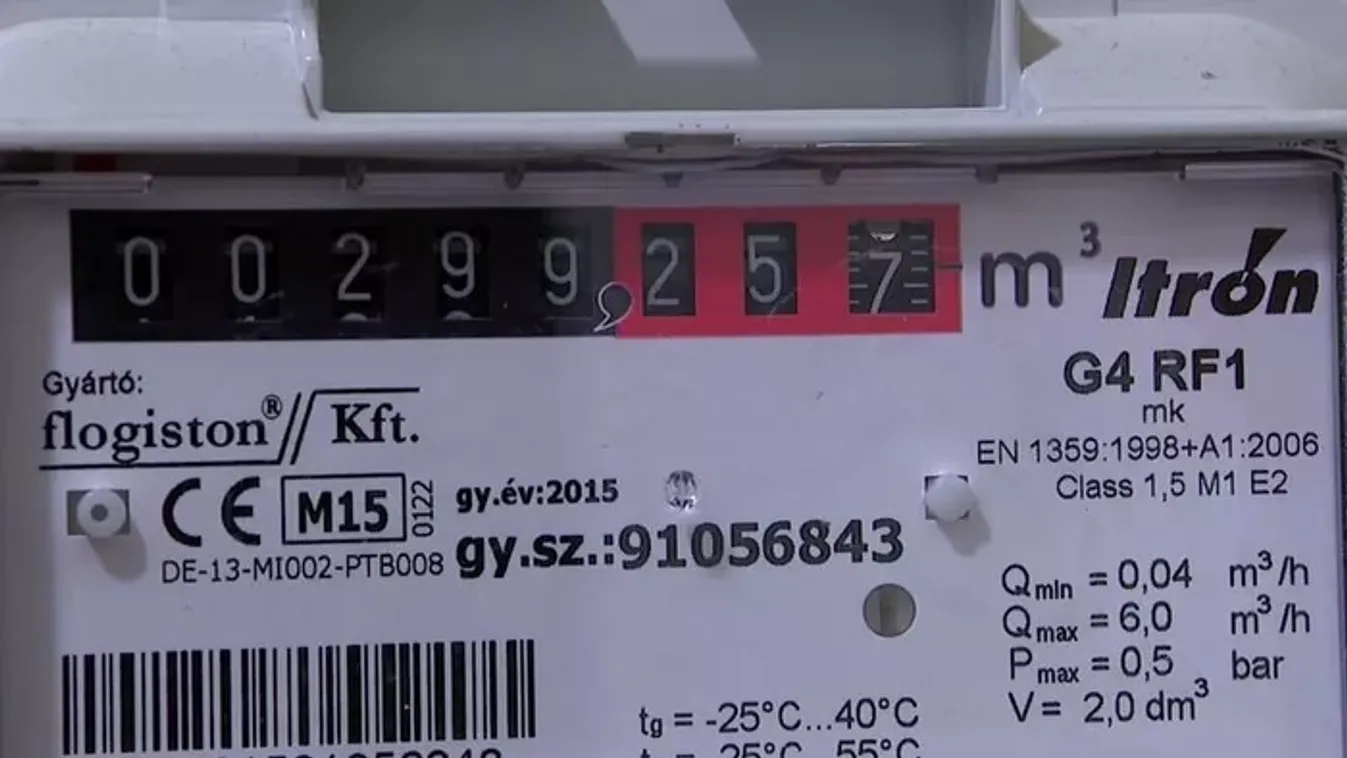 00299,257 m³
Itrón
Gyártó:
flogiston® // Kft.
G4 RF1
mk
EN 1359:1998+A1:2006
Class 1,5 M1 E2
CE M15 0122
gy.év:2015
DE-13-MI002-PTB008
gy.sz.:91056843
Qmin = 0,04 m³/h
Qmax = 6,0 m³/h
Pmax = 0,5 bar
V = 2,0 dm³
tg = -25°C...40°C